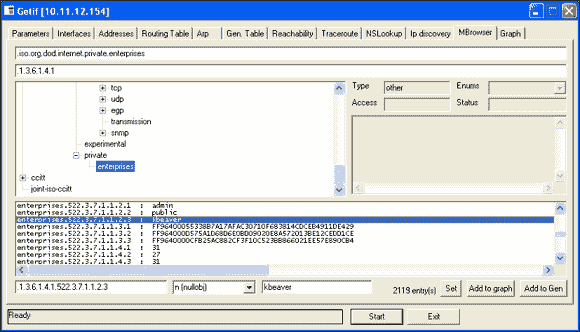 Getif [10.11.12.154]
Parameters Interfaces Addresses Routing Table Arp Gen. Table Reachability Traceroute NSLookup Ip discovery MBrowser Graph
.iso.org.dod.internet.private.enterprises
.1.3.6.1.4.1
tcp
udp
egp
transmission
snmp
experimental
private
enterprises
ccitt
joint-iso-ccitt
Type other Enums
Access Status
enterprises.522.3.7.1.1.2.1 : admin
enterprises.522.3.7.1.1.2.2 : public
enterprises.522.3.7.1.1.2.3 : kbeaver
enterprises.522.3.7.1.1.3.1 :
enterprises.522.3.7.1.1.3.2 :
enterprises.522.3.7.1.1.3.3 :
enterprises.522.3.7.1.1.4.1 : 31
enterprises.522.3.7.1.1.4.2 : 27
enterprises.522.3.7.1.1.4.3 : 31
.1.3.6.1.4.1.522.3.7.1.1.2.3 n (nullobj) kbeaver 2119 entry(s) Set Add to graph Add to Gen
Ready Start Exit